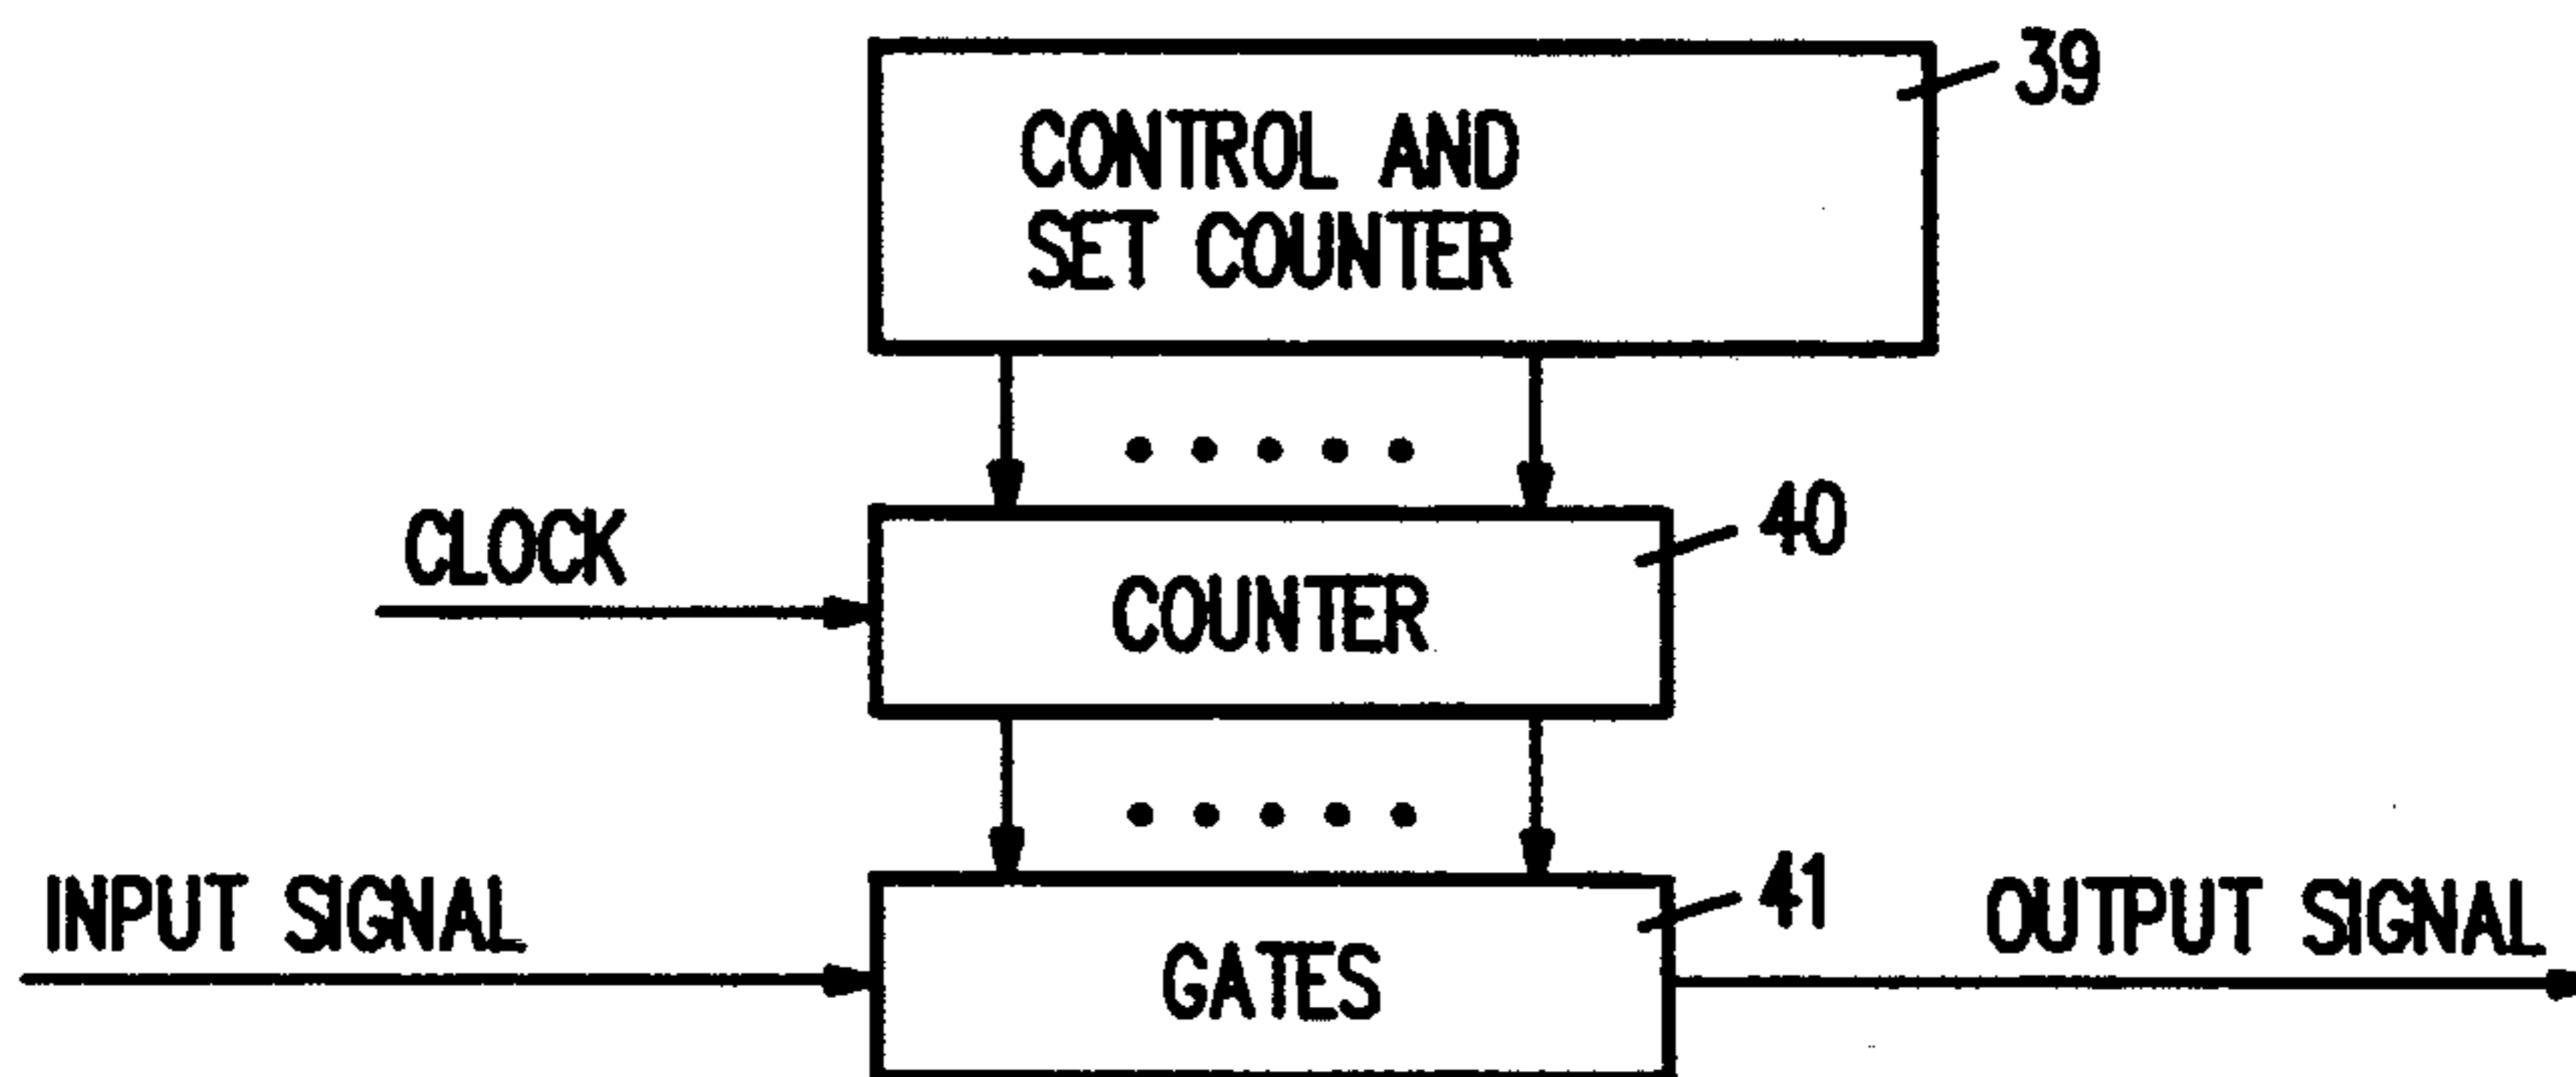 39
CONTROL AND
SET COUNTER
40
CLOCK
COUNTER
41
INPUT SIGNAL
OUTPUT SIGNAL
GATES